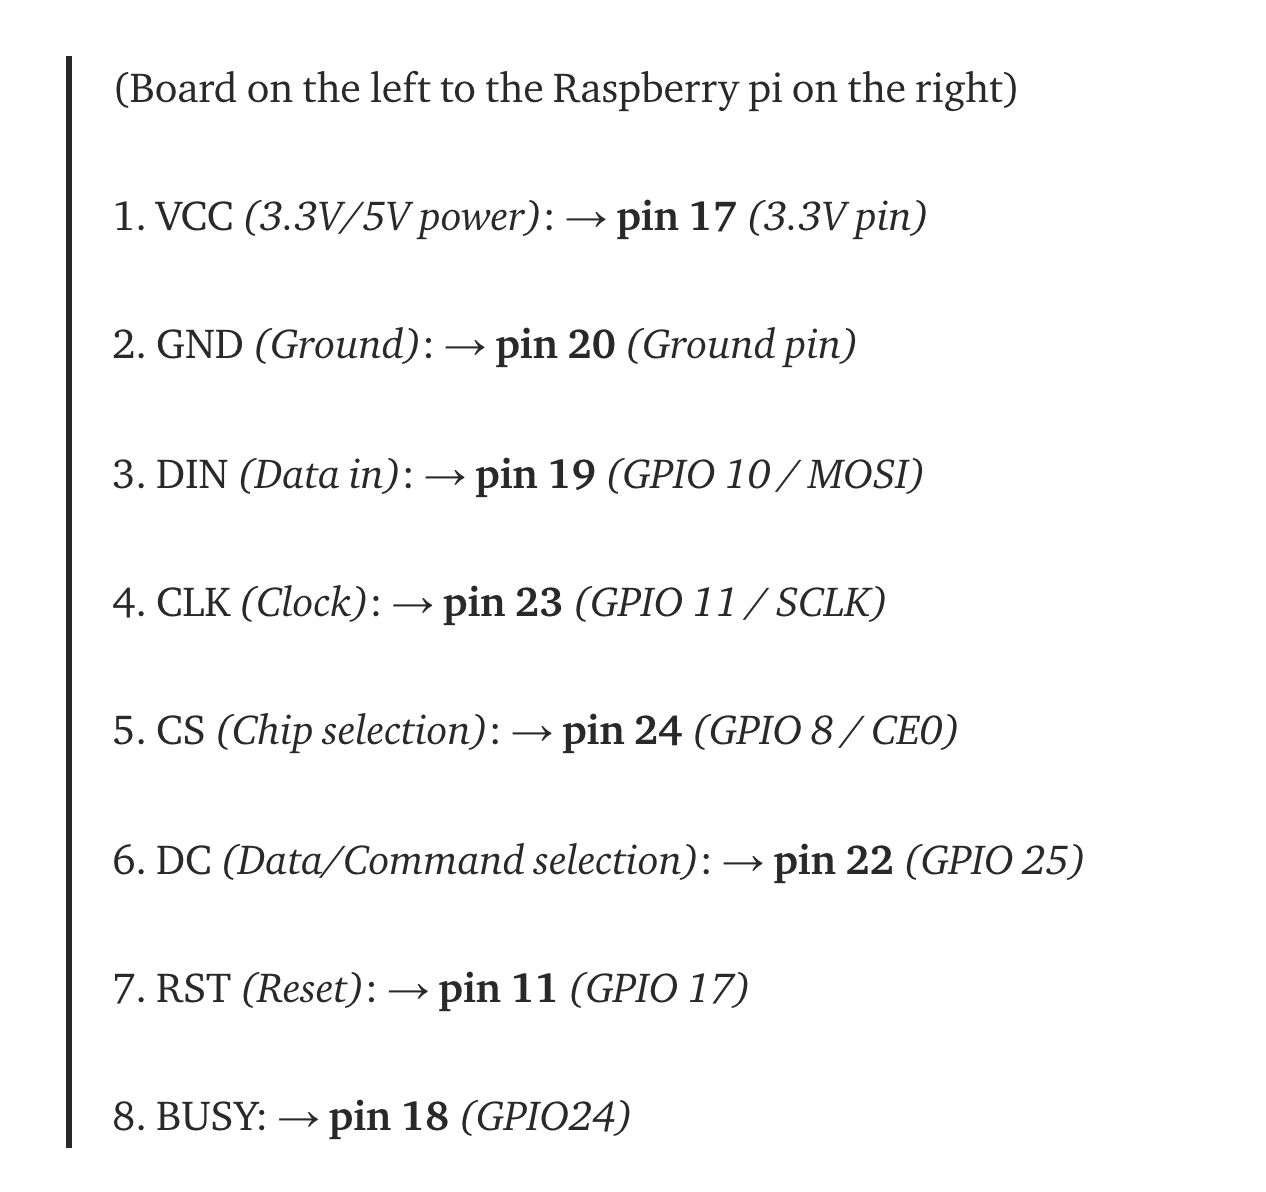 (Board on the left to the Raspberry pi on the right)
1. VCC (3.3V/5V power): → pin 17 (3.3V pin)
2. GND (Ground): → pin 20 (Ground pin)
3. DIN (Data in): → pin 19 (GPIO 10 / MOSI)
4. CLK (Clock): → pin 23 (GPIO 11 / SCLK)
5. CS (Chip selection): → pin 24 (GPIO 8 / CE0)
6. DC (Data/Command selection): → pin 22 (GPIO 25)
7. RST (Reset): → pin 11 (GPIO 17)
8. BUSY: → pin 18 (GPIO24)